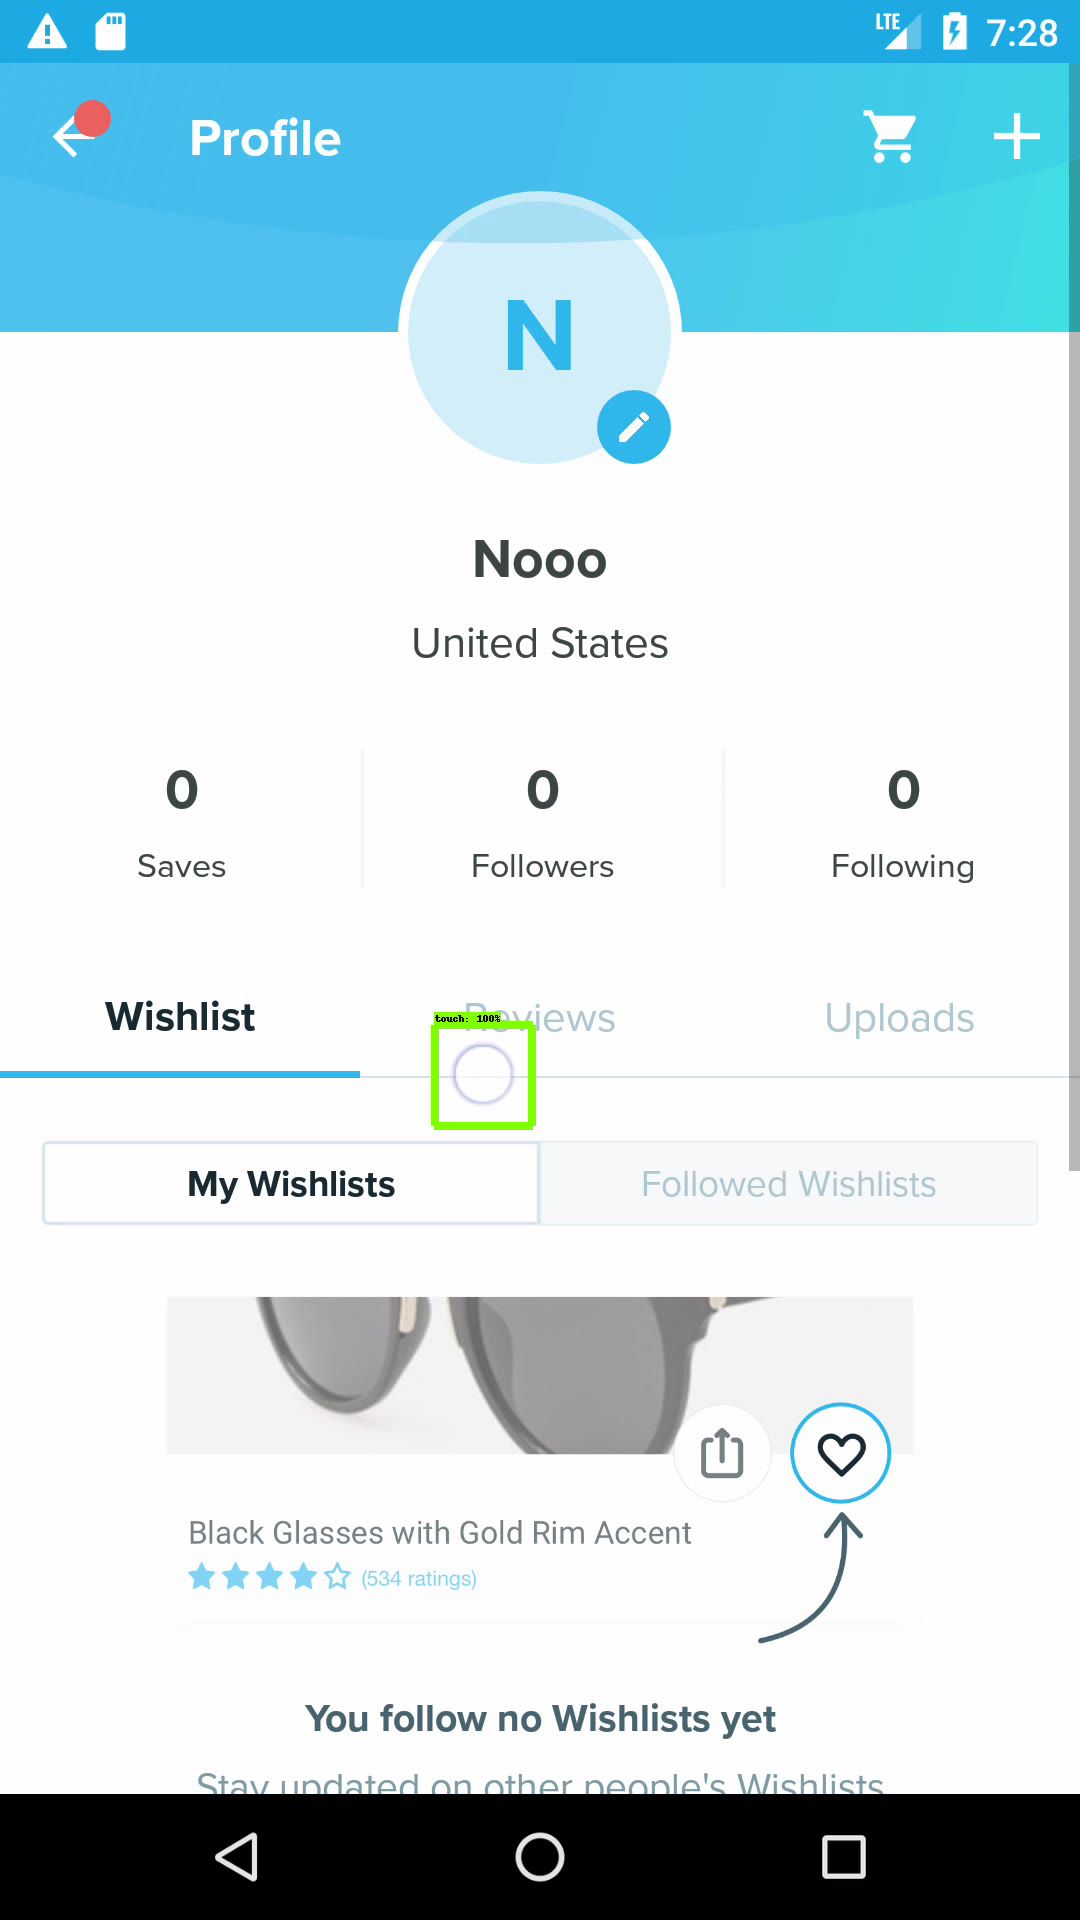 LTE 7:28
Profile
N
Nooo
United States
0 0 0
Saves Followers Following
Wishlist Reviews Uploads
touch: 100%
My Wishlists Followed Wishlists
Black Glasses with Gold Rim Accent
(534 ratings)
You follow no Wishlists yet
Stay updated on other people's Wishlists